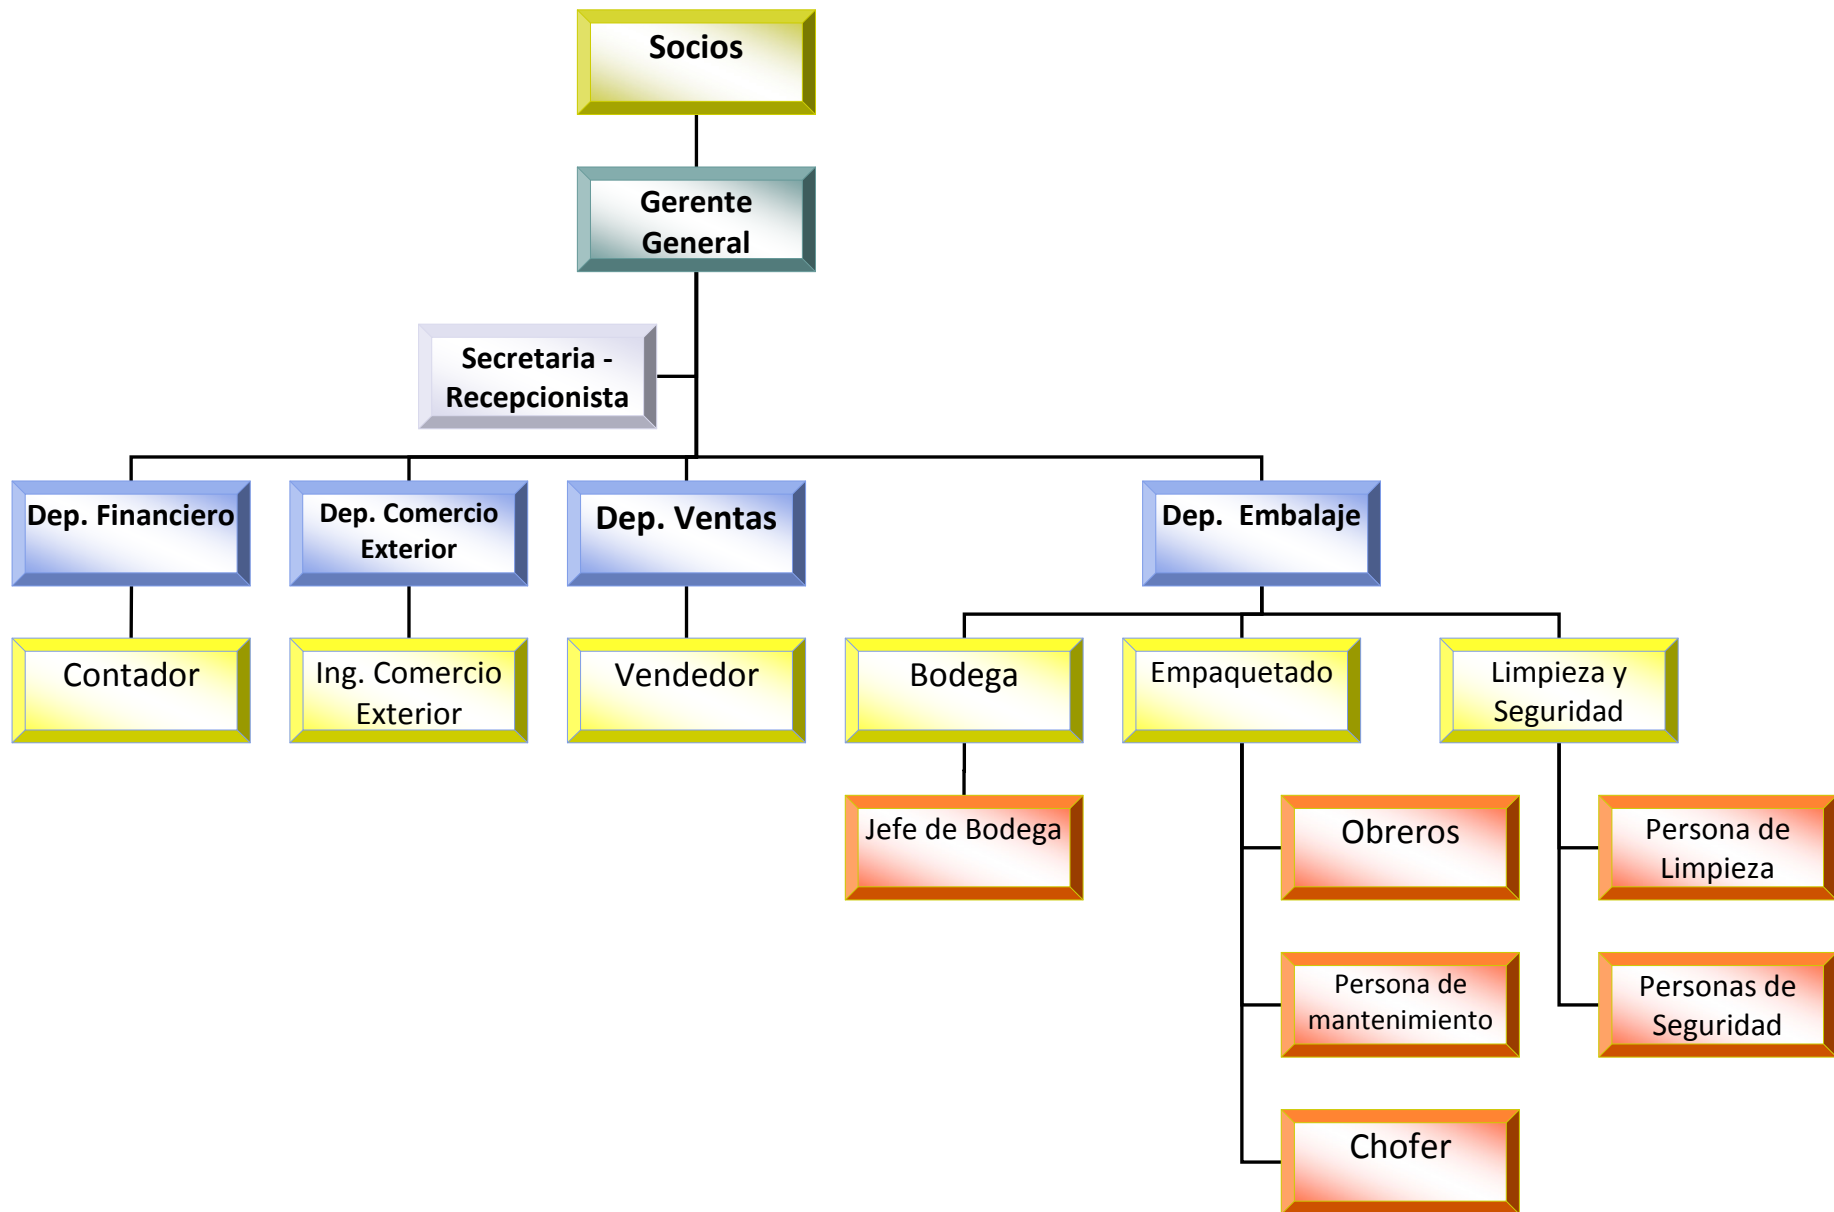 Socios
Gerente
General
Secretaria -
Recepcionista
Dep. Financiero
Dep. Comercio
Exterior
Dep. Ventas
Dep. Embalaje
Contador
Ing. Comercio
Exterior
Vendedor
Bodega
Empaquetado
Limpieza y
Seguridad
Jefe de Bodega
Obreros
Persona de
Limpieza
Persona de
mantenimiento
Personas de
Seguridad
Chofer